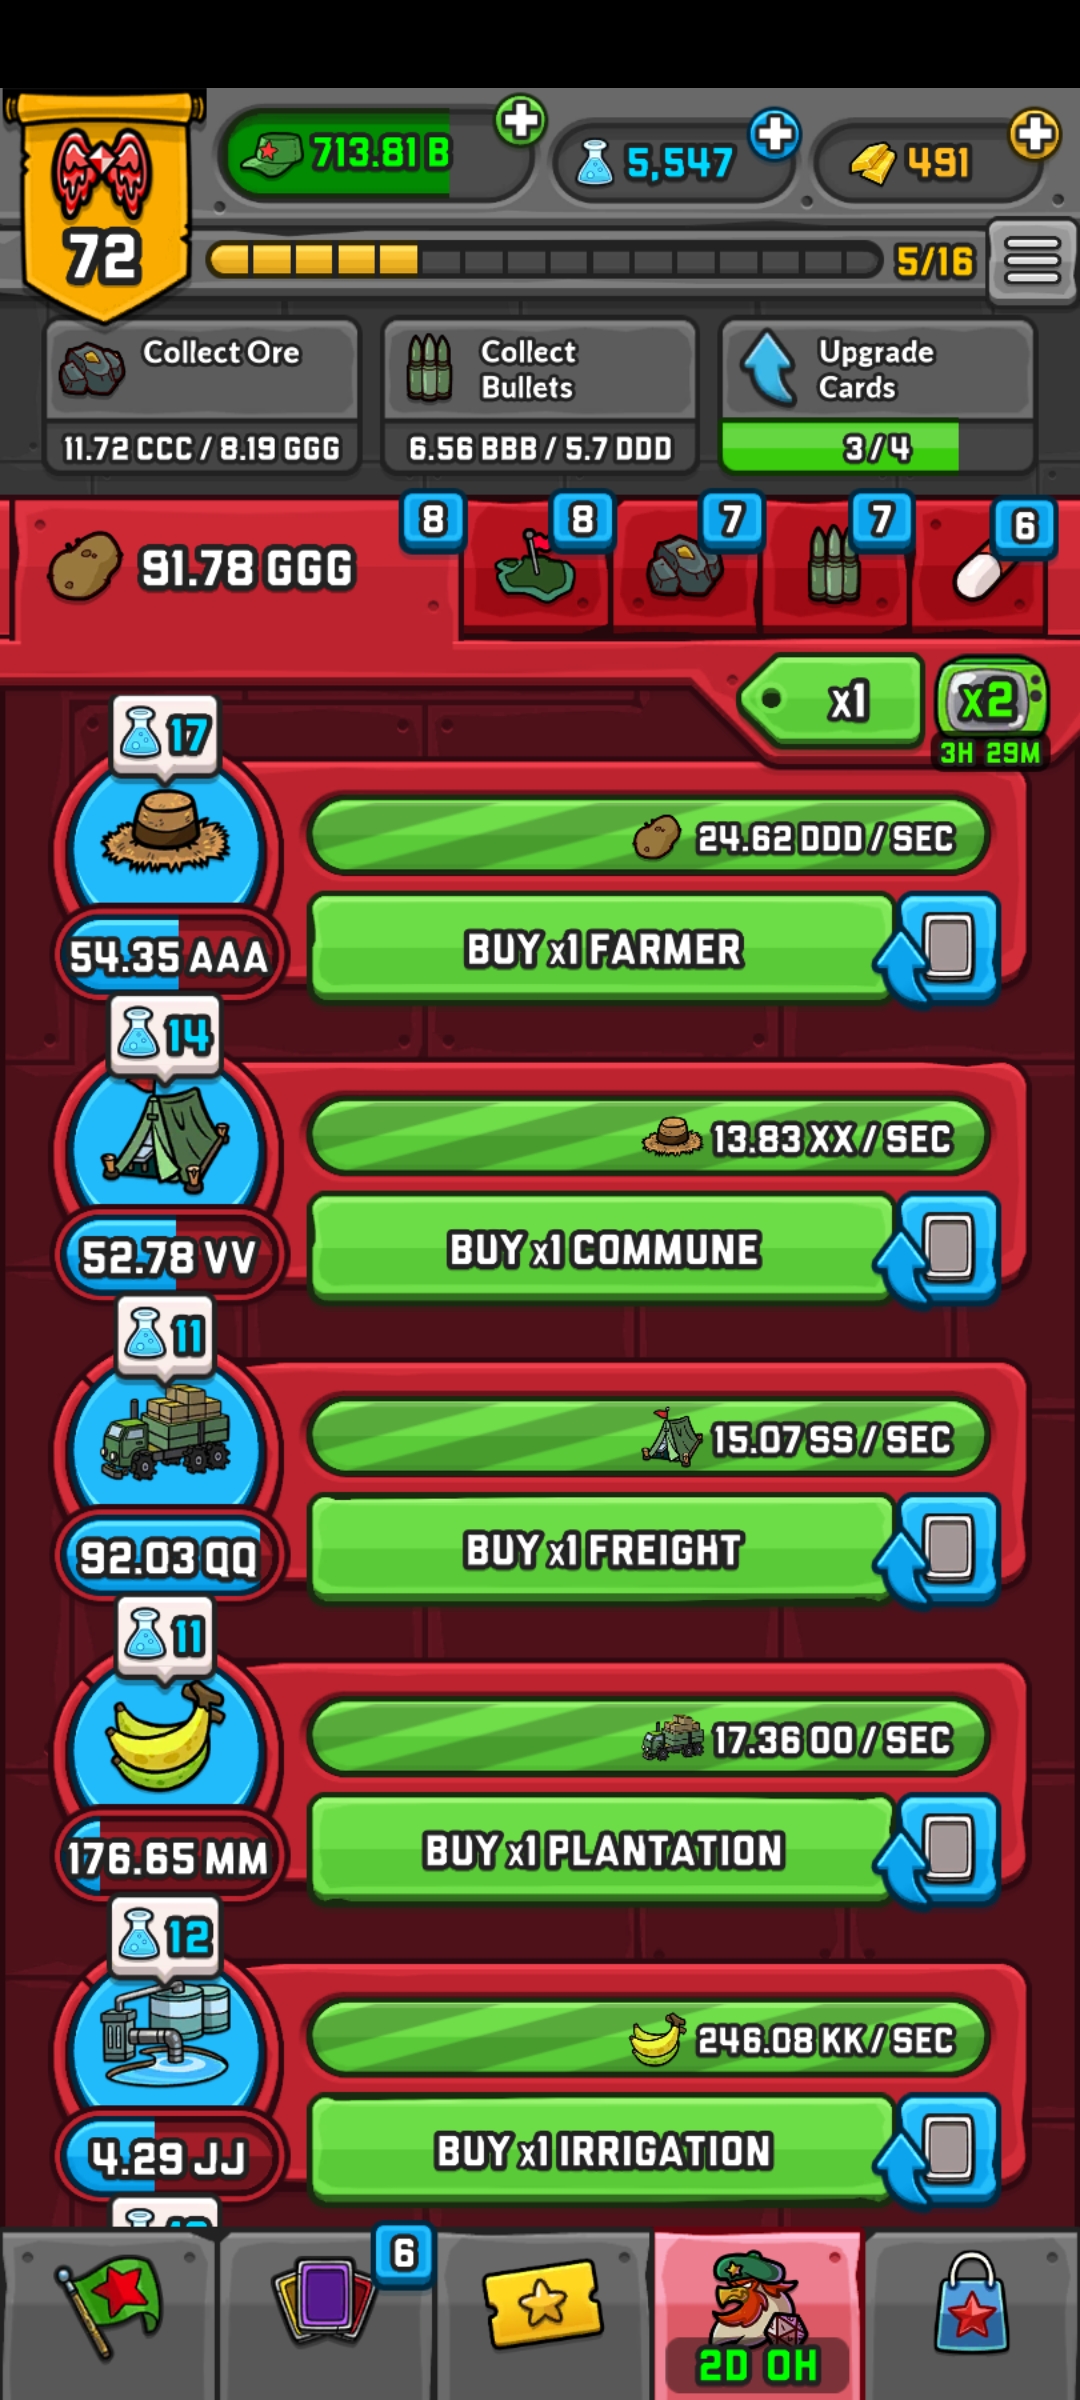 713.81 B
5,547
491
72
5/16
Collect Ore
11.72 CCC / 8.19 GGG
Collect
Bullets
6.56 BBB / 5.7 DDD
Upgrade
Cards
3/4
91.78 GGG
8
8
7
7
6
x1
x2
3H 29M
17
24.62 DDD / SEC
BUY x1 FARMER
54.35 AAA
14
13.83 XX / SEC
BUY x1 COMMUNE
52.78 VV
11
15.07 SS / SEC
BUY x1 FREIGHT
92.03 QQ
11
17.36 OO / SEC
BUY x1 PLANTATION
176.65 MM
12
246.08 KK / SEC
BUY x1 IRRIGATION
4.29 JJ
6
2D 0H